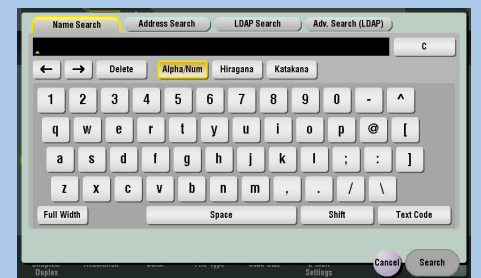 Name Search Address Search LDAP Search Adv. Search (LDAP)
C
← → Delete Alpha/Num Hiragana Katakana
1 2 3 4 5 6 7 8 9 0 - ^
q w e r t y u i o p @ [
a s d f g h j k l ; : ]
z x c v b n m , . / \
Full Width Space Shift Text Code
Cancel Search
Duplex Settings